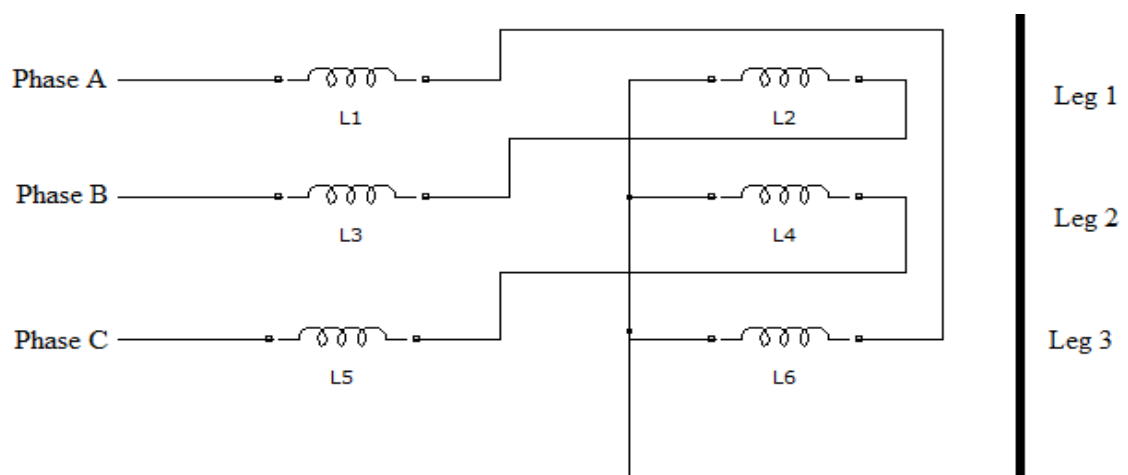 Phase A
L1
L2
Leg 1
Phase B
L3
L4
Leg 2
Phase C
L5
L6
Leg 3